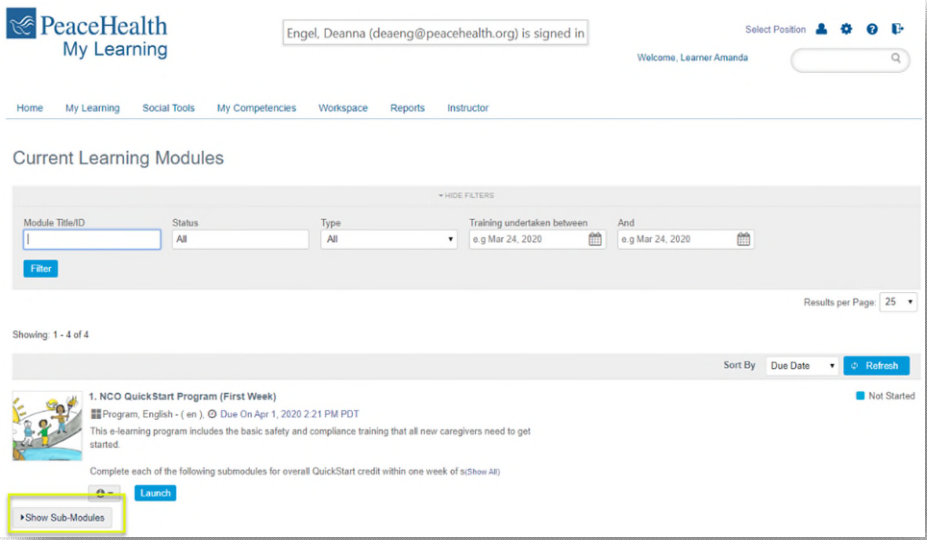 PeaceHealth
My Learning
Engel, Deanna (deaeng@peacehealth.org) is signed in
Select Position
Welcome, Learner Amanda
Home My Learning Social Tools My Competencies Workspace Reports Instructor
Current Learning Modules
HIDE FILTERS
Module Title/ID Status Type Training undertaken between And
All All e.g Mar 24, 2020 e.g Mar 24, 2020
Filter
Results per Page: 25
Showing: 1 - 4 of 4
Sort By Due Date Refresh
1. NCO QuickStart Program (First Week) Not Started
Program, English - ( en ), Due On Apr 1, 2020 2:21 PM PDT
This e-learning program includes the basic safety and compliance training that all new caregivers need to get
started.
Complete each of the following submodules for overall QuickStart credit within one week of s(Show All)
Launch
Show Sub-Modules